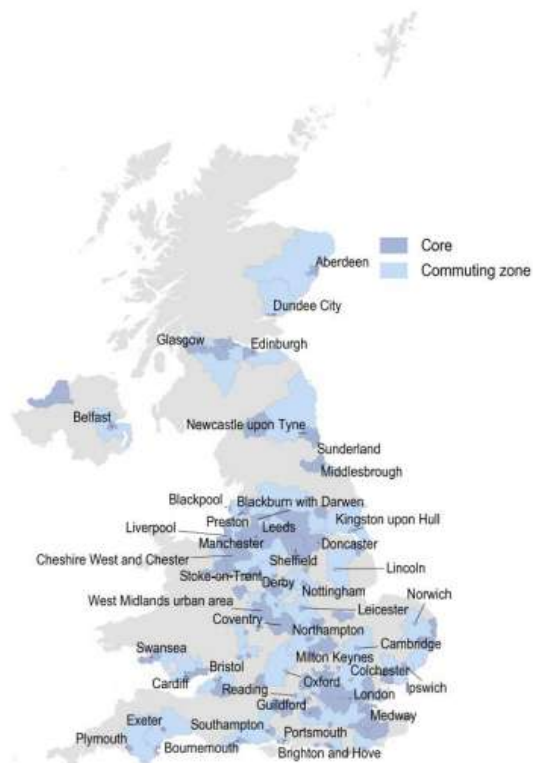 Core
Aberdeen
Commuting zone
Dundee City
Glasgow
Edinburgh
Belfast
Newcastle upon Tyne
Sunderland
Middlesbrough
Blackpool
Blackburn with Darwen
Preston
Kingston upon Hull
Liverpool
Leeds
Manchester
Doncaster
Cheshire West and Chester
Sheffield
Lincoln
Stoke-on-Trent
Derby
Nottingham
Norwich
West Midlands urban area
Leicester
Coventry
Northampton
Cambridge
Swansea
Milton Keynes
Bristol
Colchester
Cardiff
Oxford
Ipswich
Reading
London
Guildford
Medway
Exeter
Southampton
Portsmouth
Plymouth
Bournemouth
Brighton and Hove